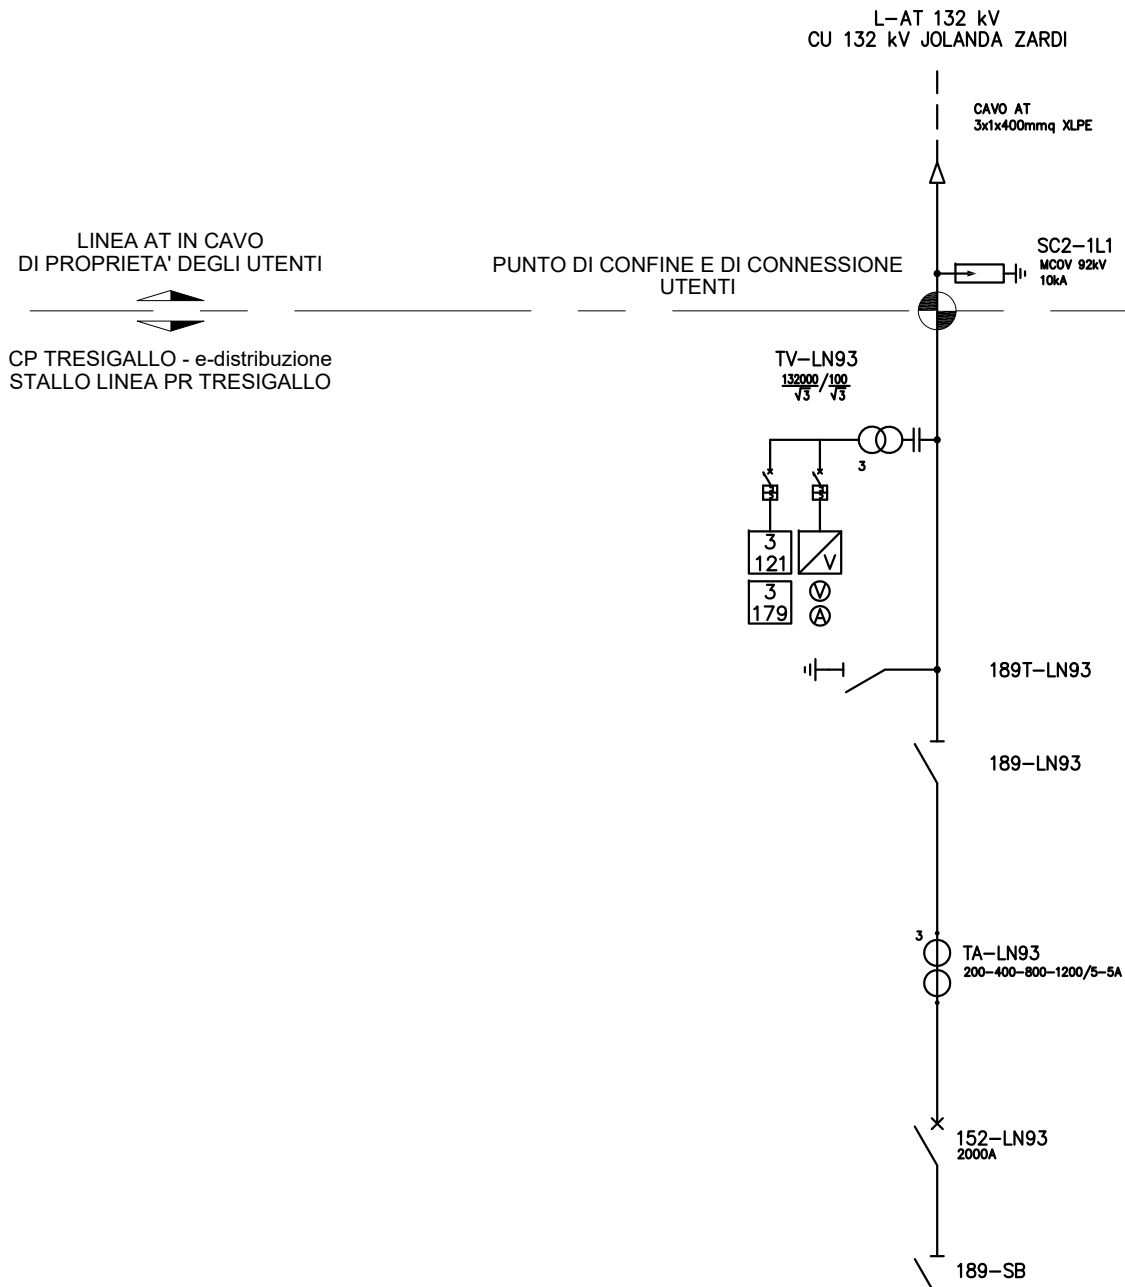 L-AT 132 kV
CU 132 kV JOLANDA ZARDI
CAVO AT
3x1x400mmq XLPE
LINEA AT IN CAVO
DI PROPRIETA' DEGLI UTENTI
PUNTO DI CONFINE E DI CONNESSIONE
UTENTI
SC2-1L1
MCOV 92kV
10kA
CP TRESIGALLO - e-distribuzione
STALLO LINEA PR TRESIGALLO
TV-LN93
132000/√3 / 100/√3
3
3
121
V
3
179
V
A
189T-LN93
189-LN93
3
TA-LN93
200-400-800-1200/5-5A
152-LN93
2000A
189-SB